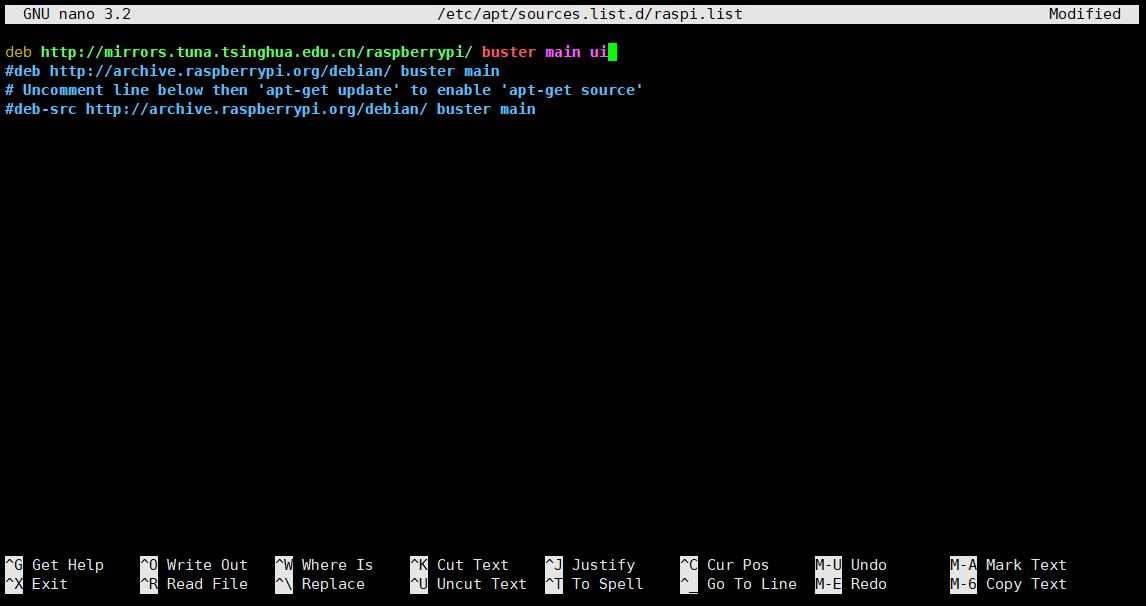 GNU nano 3.2 /etc/apt/sources.list.d/raspi.list Modified
deb http://mirrors.tuna.tsinghua.edu.cn/raspberrypi/ buster main ui
#deb http://archive.raspberrypi.org/debian/ buster main
# Uncomment line below then 'apt-get update' to enable 'apt-get source'
#deb-src http://archive.raspberrypi.org/debian/ buster main
^G Get Help ^O Write Out ^W Where Is ^K Cut Text ^J Justify ^C Cur Pos M-U Undo M-A Mark Text
^X Exit ^R Read File ^\ Replace ^U Uncut Text ^T To Spell ^_ Go To Line M-E Redo M-6 Copy Text